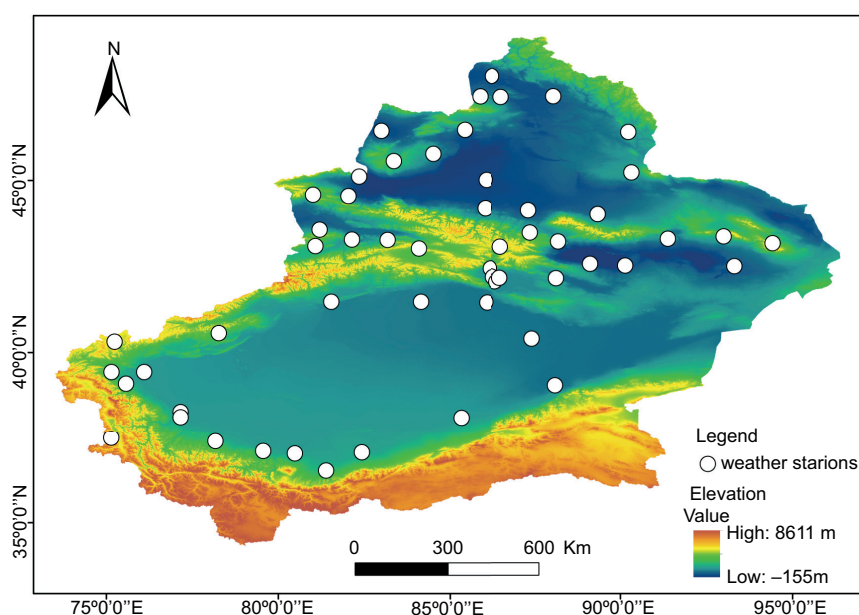 N
45°0'0''N
40°0'0''N
35°0'0''N
Legend
weather starions
Elevation
Value
High: 8611 m
Low: –155m
0 300 600 Km
75°0'0''E 80°0'0''E 85°0'0''E 90°0'0''E 95°0'0''E